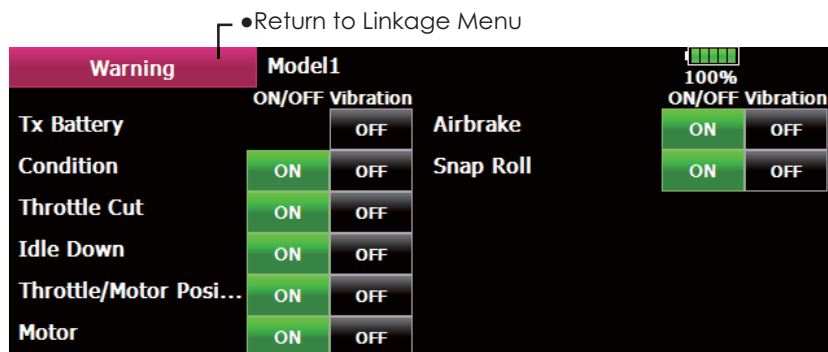 ●Return to Linkage Menu
Warning Model1 100%
ON/OFF Vibration ON/OFF Vibration
Tx Battery OFF Airbrake ON OFF
Condition ON OFF Snap Roll ON OFF
Throttle Cut ON OFF
Idle Down ON OFF
Throttle/Motor Posi... ON OFF
Motor ON OFF